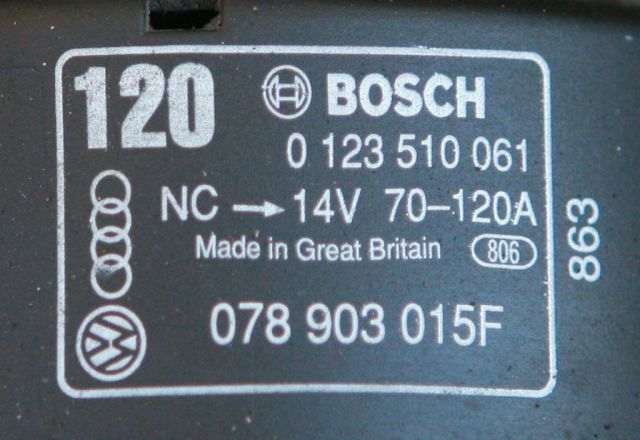 120
BOSCH
0 123 510 061
NC → 14V 70–120A
Made in Great Britain 806
078 903 015F
863